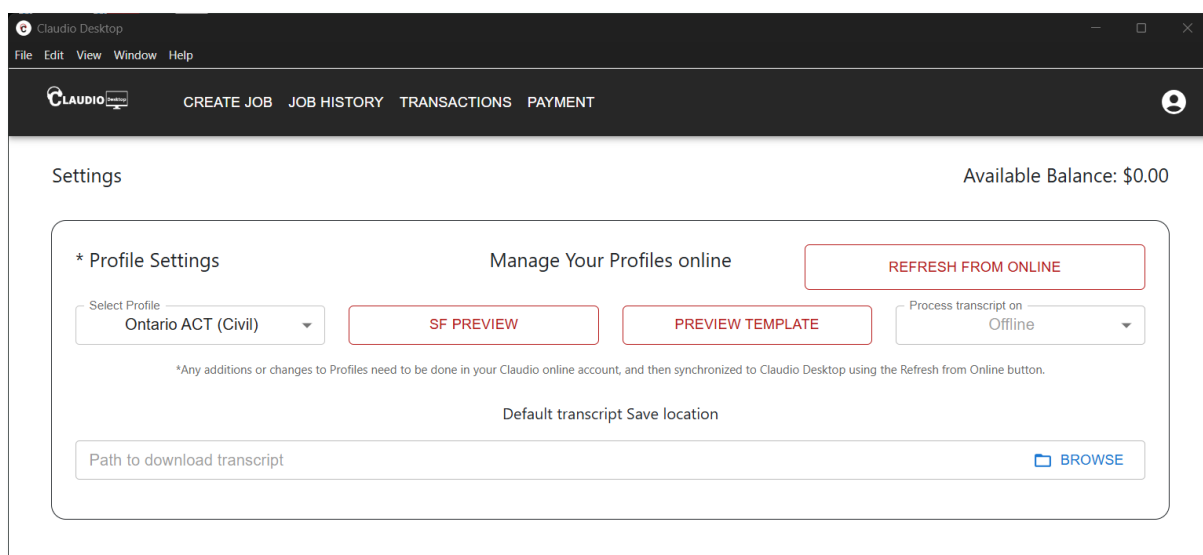 Claudio Desktop
File Edit View Window Help
CLAUDIO Desktop CREATE JOB JOB HISTORY TRANSACTIONS PAYMENT
Settings Available Balance: $0.00
* Profile Settings Manage Your Profiles online REFRESH FROM ONLINE
Select Profile Process transcript on
Ontario ACT (Civil) SF PREVIEW PREVIEW TEMPLATE Offline
*Any additions or changes to Profiles need to be done in your Claudio online account, and then synchronized to Claudio Desktop using the Refresh from Online button.
Default transcript Save location
Path to download transcript BROWSE